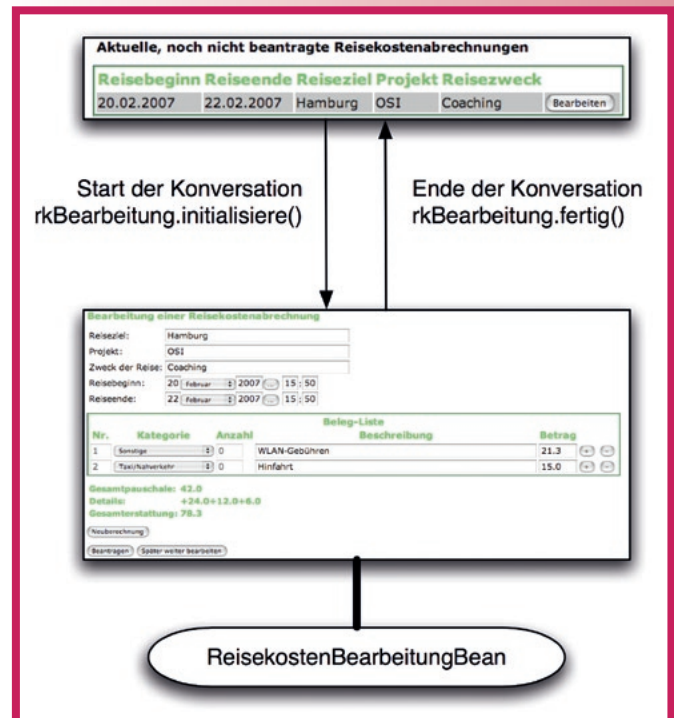 Aktuelle, noch nicht beantragte Reisekostenabrechnungen
Reisebeginn Reiseende Reiseziel Projekt Reisezweck
20.02.2007 22.02.2007 Hamburg OSI Coaching Bearbeiten
Start der Konversation
rkBearbeitung.initialisiere()
Ende der Konversation
rkBearbeitung.fertig()
Bearbeitung einer Reisekostenabrechnung
Reiseziel: Hamburg
Projekt: OSI
Zweck der Reise: Coaching
Reisebeginn: 20 Februar 2007 ... 15 : 50
Reiseende: 22 Februar 2007 ... 15 : 50
Beleg-Liste
Nr. Kategorie Anzahl Beschreibung Betrag
1 Sonstige 0 WLAN-Gebühren 21.3 + -
2 Taxi/Nahverkehr 0 Hinfahrt 15.0 + -
Gesamtpauschale: 42.0
Details: +24.0+12.0+6.0
Gesamterstattung: 78.3
Neuberechnung
Beantragen Später weiter bearbeiten
ReisekostenBearbeitungBean